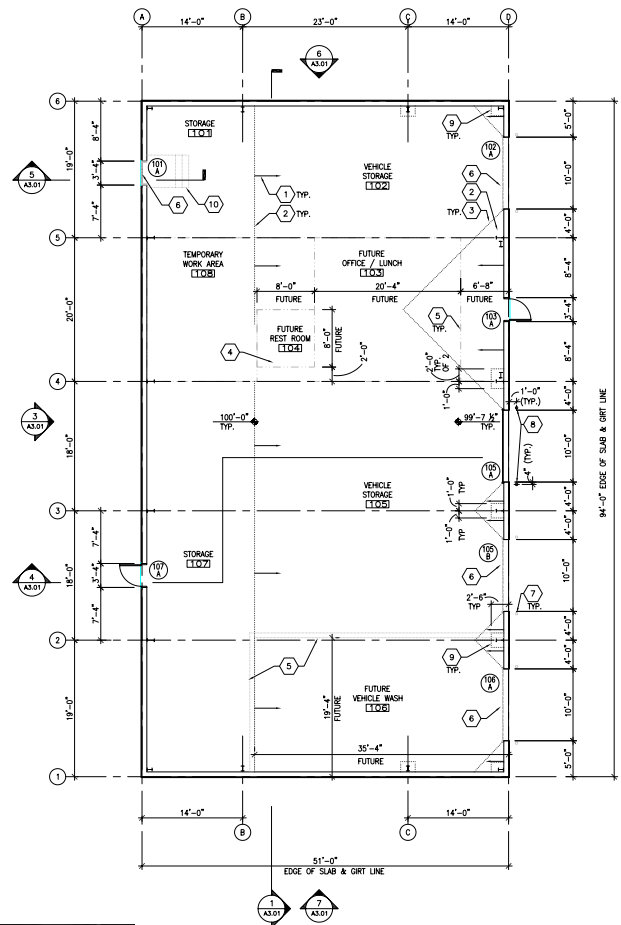 A
B
C
D
14'-0"
23'-0"
14'-0"
6
A3.01
6
STORAGE
101
9
TYP.
5'-0"
8'-4"
102
A
19'-0"
5
A3.01
101
A
VEHICLE
STORAGE
102
6
10'-0"
3'-4"
6
10
1
TYP.
2
3
TYP.
2
TYP.
7'-4"
4'-0"
5
TEMPORARY
WORK AREA
108
FUTURE
OFFICE / LUNCH
103
8'-4"
8'-0"
20'-4"
6'-8"
FUTURE
FUTURE
FUTURE
20'-0"
3'-4"
5
TYP.
103
A
FUTURE
REST ROOM
104
8'-0"
FUTURE
4
2'-0"
2'-0"
TYP.
OF 2
8'-4"
4
1'-0"
1'-0"
(TYP.)
4'-0"
3
A3.01
100'-0"
TYP.
99'-7 ½"
TYP.
8
10'-0"
18'-0"
4" (TYP.)
94'-0" EDGE OF SLAB & GIRT LINE
105
A
VEHICLE
STORAGE
105
1'-0"
TYP
4'-0"
3
1'-0"
TYP
4'-0"
7'-4"
105
B
STORAGE
107
107
A
4
A3.01
3'-4"
18'-0"
6
10'-0"
2'-6"
TYP
7
TYP.
7'-4"
4'-0"
2
9
TYP.
4'-0"
5
106
A
FUTURE
VEHICLE WASH
106
19'-4"
FUTURE
6
19'-0"
10'-0"
35'-4"
FUTURE
5'-0"
1
14'-0"
14'-0"
B
C
51'-0"
EDGE OF SLAB & GIRT LINE
1
A3.01
7
A3.01